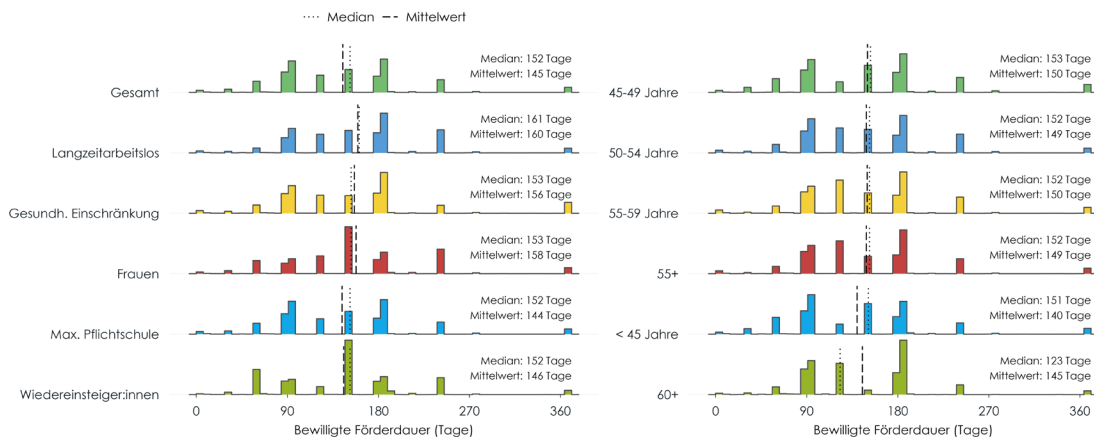 Median Mittelwert
Median: 152 Tage
Mittelwert: 145 Tage
Gesamt
Median: 161 Tage
Mittelwert: 160 Tage
Langzeitarbeitslos
Median: 153 Tage
Mittelwert: 156 Tage
Gesundh. Einschränkung
Median: 153 Tage
Mittelwert: 158 Tage
Frauen
Median: 152 Tage
Mittelwert: 144 Tage
Max. Pflichtschule
Median: 152 Tage
Mittelwert: 146 Tage
Wiedereinsteiger:innen
0 90 180 270 360
Bewilligte Förderdauer (Tage)
Median: 153 Tage
Mittelwert: 150 Tage
45-49 Jahre
Median: 152 Tage
Mittelwert: 149 Tage
50-54 Jahre
Median: 152 Tage
Mittelwert: 150 Tage
55-59 Jahre
Median: 152 Tage
Mittelwert: 149 Tage
55+
Median: 151 Tage
Mittelwert: 140 Tage
< 45 Jahre
Median: 123 Tage
Mittelwert: 145 Tage
60+
0 90 180 270 360
Bewilligte Förderdauer (Tage)